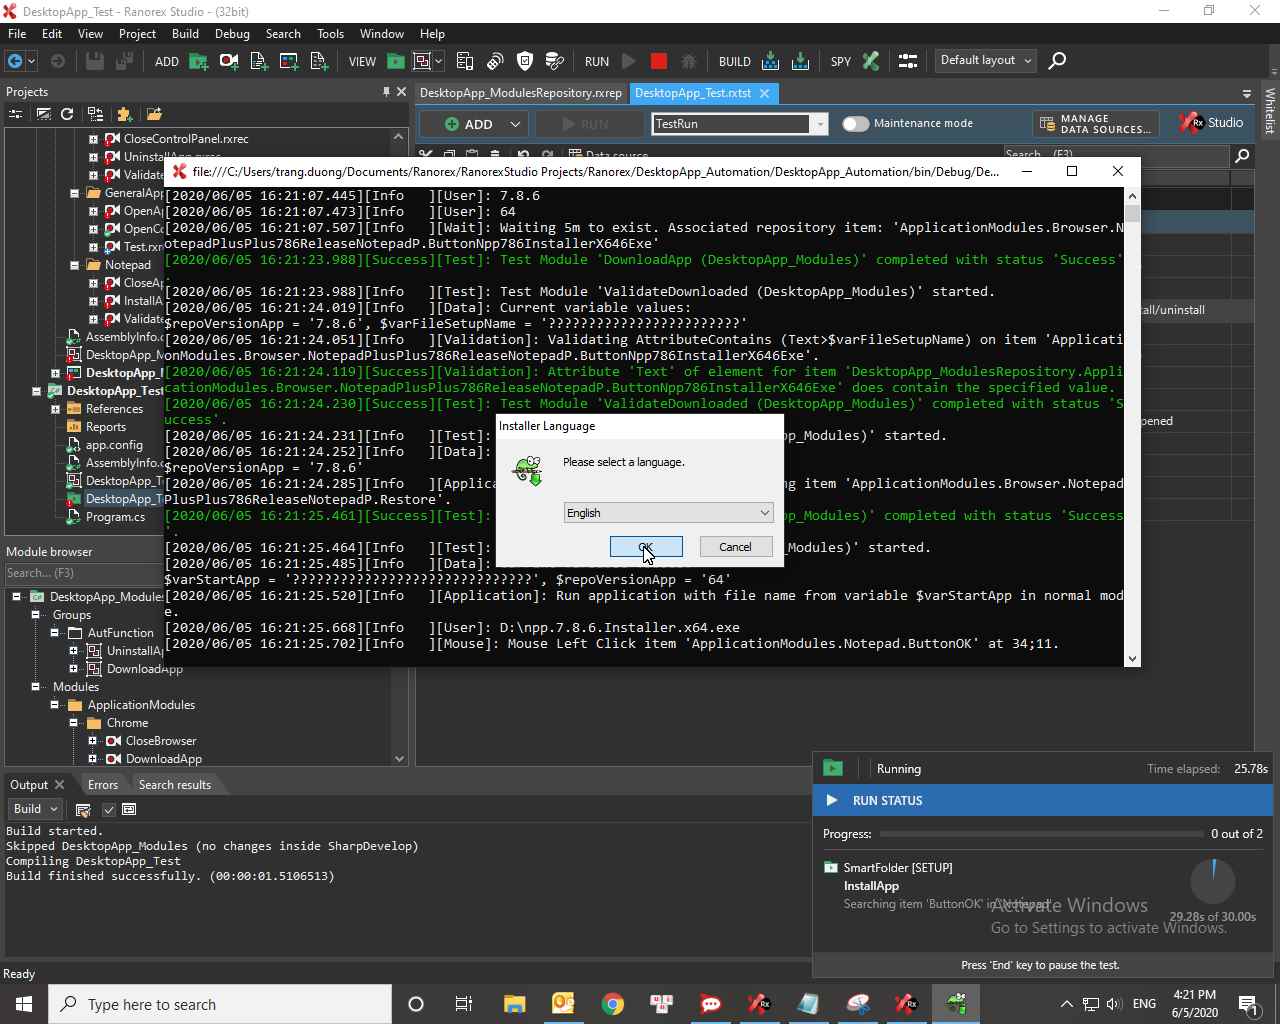 DesktopApp_Test - Ranorex Studio - (32bit)
File Edit View Project Build Debug Search Tools Window Help
ADD VIEW RUN BUILD SPY Default layout
Projects
DesktopApp_ModulesRepository.rxrep DesktopApp_Test.rxtst
Whitelist
ADD RUN TestRun Maintenance mode MANAGE DATA SOURCES... Rx Studio
Data source
Search... (F3)
CloseControlPanel.rxrec
UninstallApp.rxrec
Validate
GeneralApp
OpenA
OpenCo
Test.rxr
Notepad
CloseAp
InstallA
Validate
AssemblyInfo.c
DesktopApp_M
DesktopApp_Test
References
Reports
app.config
AssemblyInfo.c
DesktopApp_Te
DesktopApp_Te
Program.cs
file:///C:/Users/trang.duong/Documents/Ranorex/RanorexStudio Projects/Ranorex/DesktopApp_Automation/DesktopApp_Automation/bin/Debug/De...
[2020/06/05 16:21:07.445][Info   ][User]: 7.8.6
[2020/06/05 16:21:07.473][Info   ][User]: 64
[2020/06/05 16:21:07.507][Info   ][Wait]: Waiting 5m to exist. Associated repository item: 'ApplicationModules.Browser.N
otepadPlusPlus786ReleaseNotepadP.ButtonNpp786InstallerX646Exe'
[2020/06/05 16:21:23.988][Success][Test]: Test Module 'DownloadApp (DesktopApp_Modules)' completed with status 'Success'
.
[2020/06/05 16:21:23.988][Info   ][Test]: Test Module 'ValidateDownloaded (DesktopApp_Modules)' started.
[2020/06/05 16:21:24.019][Info   ][Data]: Current variable values:
$repoVersionApp = '7.8.6', $varFileSetupName = '????????????????????????'
[2020/06/05 16:21:24.051][Info   ][Validation]: Validating AttributeContains (Text>$varFileSetupName) on item 'Applicati
onModules.Browser.NotepadPlusPlus786ReleaseNotepadP.ButtonNpp786InstallerX646Exe'.
[2020/06/05 16:21:24.119][Success][Validation]: Attribute 'Text' of element for item 'DesktopApp_ModulesRepository.Appli
cationModules.Browser.NotepadPlusPlus786ReleaseNotepadP.ButtonNpp786InstallerX646Exe' does contain the specified value.
[2020/06/05 16:21:24.230][Success][Test]: Test Module 'ValidateDownloaded (DesktopApp_Modules)' completed with status 'S
uccess'.
[2020/06/05 16:21:24.231][Info   ][Test]: pp_Modules)' started.
[2020/06/05 16:21:24.252][Info   ][Data]:
$repoVersionApp = '7.8.6'
[2020/06/05 16:21:24.285][Info   ][Applica ng item 'ApplicationModules.Browser.Notepad
PlusPlus786ReleaseNotepadP.Restore'.
[2020/06/05 16:21:25.461][Success][Test]: pp_Modules)' completed with status 'Success
'.
[2020/06/05 16:21:25.464][Info   ][Test]: _Modules)' started.
[2020/06/05 16:21:25.485][Info   ][Data]:
$varStartApp = '??????????????????????????????', $repoVersionApp = '64'
[2020/06/05 16:21:25.520][Info   ][Application]: Run application with file name from variable $varStartApp in normal mod
e.
[2020/06/05 16:21:25.668][Info   ][User]: D:\npp.7.8.6.Installer.x64.exe
[2020/06/05 16:21:25.702][Info   ][Mouse]: Mouse Left Click item 'ApplicationModules.Notepad.ButtonOK' at 34;11.
Installer Language
Please select a language.
English
OK Cancel
all/uninstall
pened
Module browser
Search... (F3)
DesktopApp_Modules
Groups
AutFunction
UninstallAp
DownloadApp
Modules
ApplicationModules
Chrome
CloseBrowser
DownloadApp
Output Errors Search results
Build
Build started.
Skipped DesktopApp_Modules (no changes inside SharpDevelop)
Compiling DesktopApp_Test
Build finished successfully. (00:00:01.5106513)
Running Time elapsed: 25.78s
RUN STATUS
Progress: 0 out of 2
SmartFolder [SETUP]
InstallApp
Searching item 'ButtonOK' in 'Notepad'
29.28s of 30.00s
Activate Windows
Go to Settings to activate Windows.
Press 'End' key to pause the test.
Ready
Type here to search
ENG
4:21 PM
6/5/2020
1